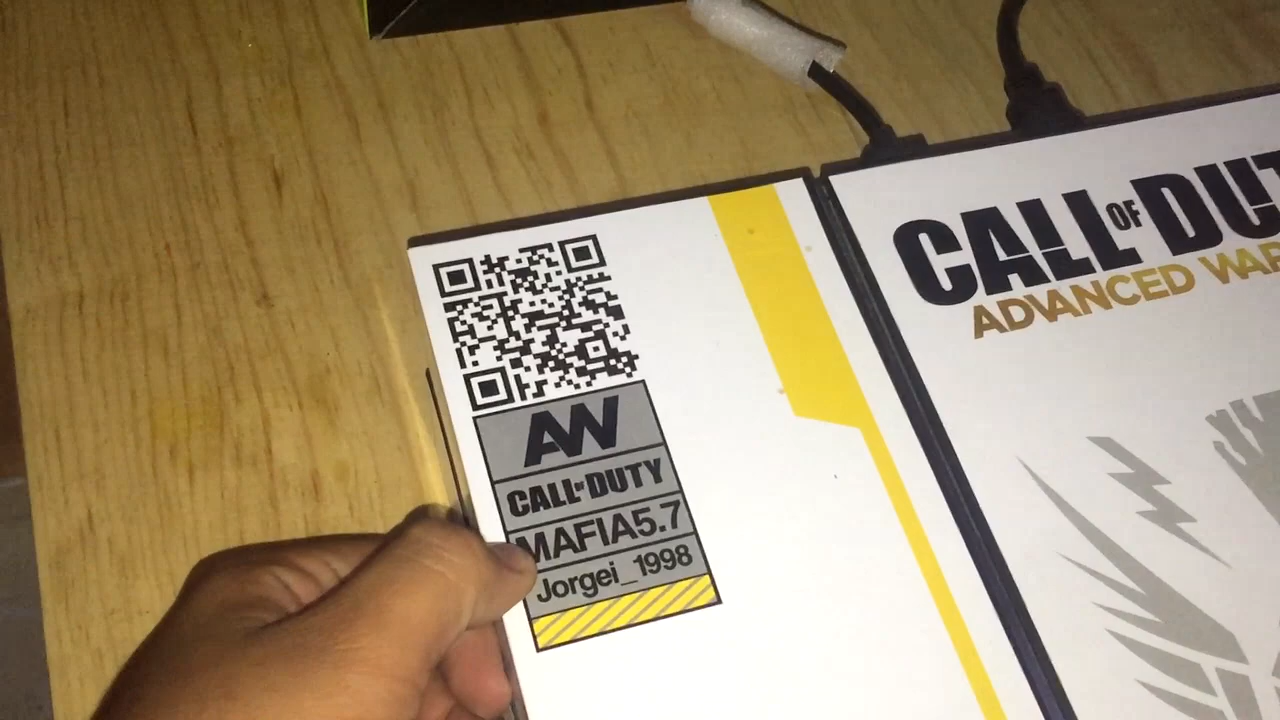 AW
CALL OF DUTY
MAFIA5.7
Jorgei_1998
CALL OF DUT
ADVANCED WAR